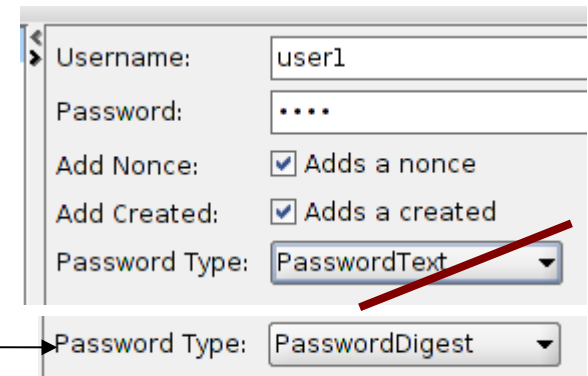 Username: user1
Password: ••••
Add Nonce: Adds a nonce
Add Created: Adds a created
Password Type: PasswordText
Password Type: PasswordDigest